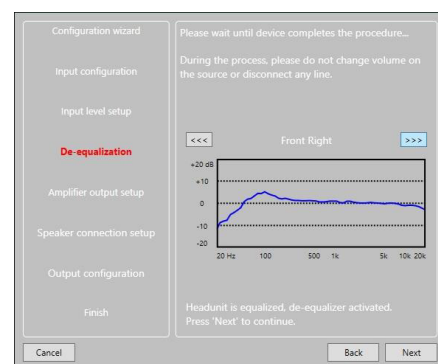 Configuration wizard
Input configuration
Input level setup
De-equalization
Amplifier output setup
Speaker connection setup
Output configuration
Finish
Please wait until device completes the procedure...
During the process, please do not change volume on
the source or disconnect any line.
<<< Front Right >>>
+20 dB
+10
0
-10
-20
20 Hz 100 500 1k 5k 10k 20k
Headunit is equalized, de-equalizer activated.
Press 'Next' to continue.
Cancel Back Next